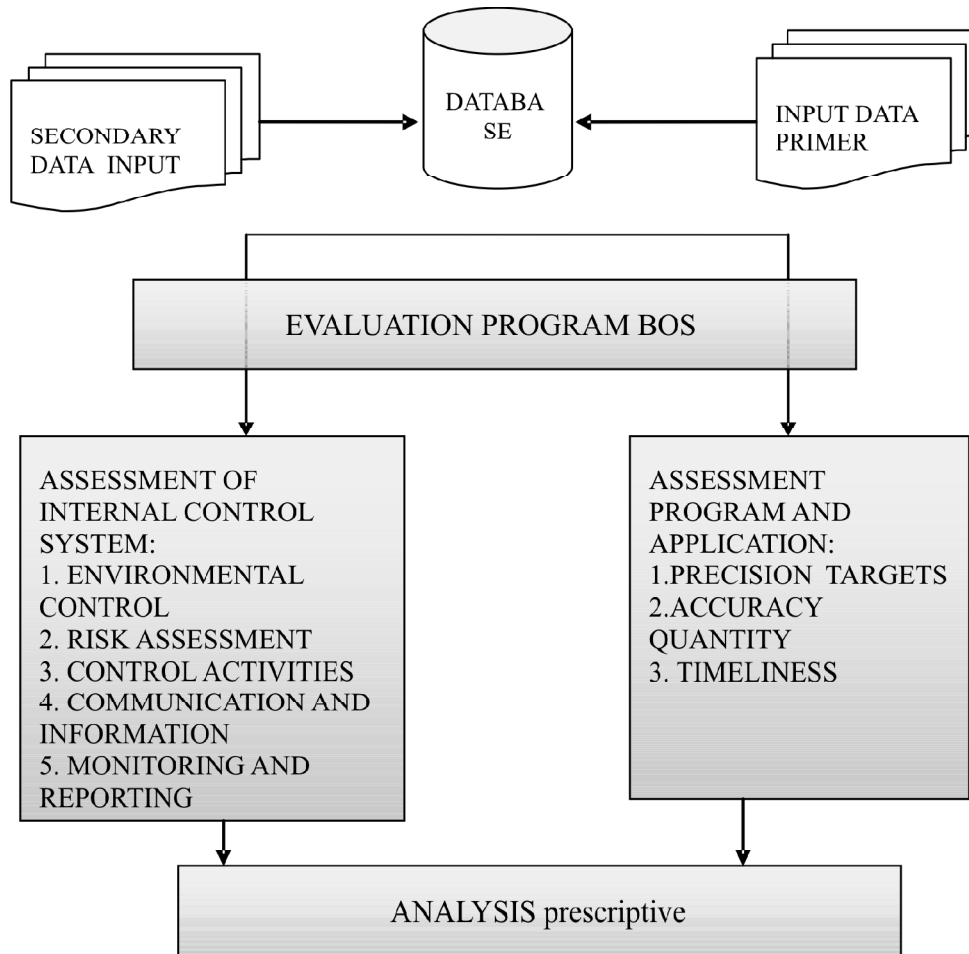 SECONDARY
DATA INPUT
DATABA
SE
INPUT DATA
PRIMER
EVALUATION PROGRAM BOS
ASSESSMENT OF
INTERNAL CONTROL
SYSTEM:
1. ENVIRONMENTAL
CONTROL
2. RISK ASSESSMENT
3. CONTROL ACTIVITIES
4. COMMUNICATION AND
INFORMATION
5. MONITORING AND
REPORTING
ASSESSMENT
PROGRAM AND
APPLICATION:
1.PRECISION TARGETS
2.ACCURACY
QUANTITY
3. TIMELINESS
ANALYSIS prescriptive